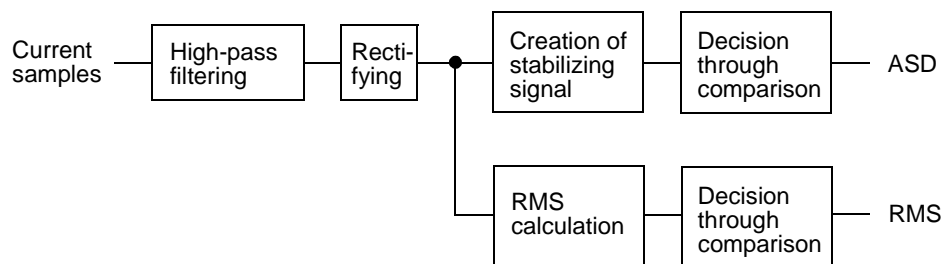 Current
samples
High-pass
filtering
Recti-
fying
Creation of
stabilizing
signal
Decision
through
comparison
ASD
RMS
calculation
Decision
through
comparison
RMS